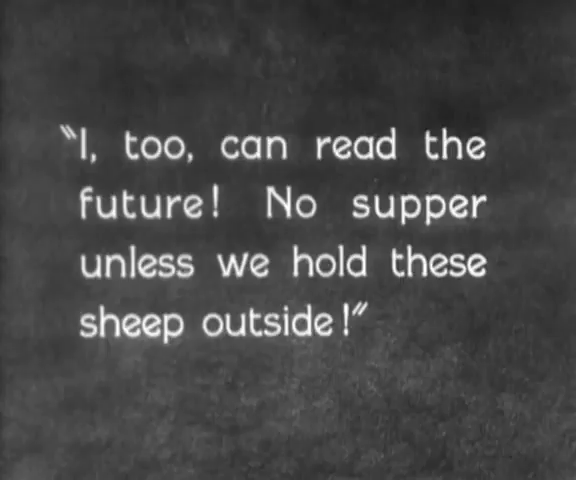 "I, too, can read the
future! No supper
unless we hold these
sheep outside!"